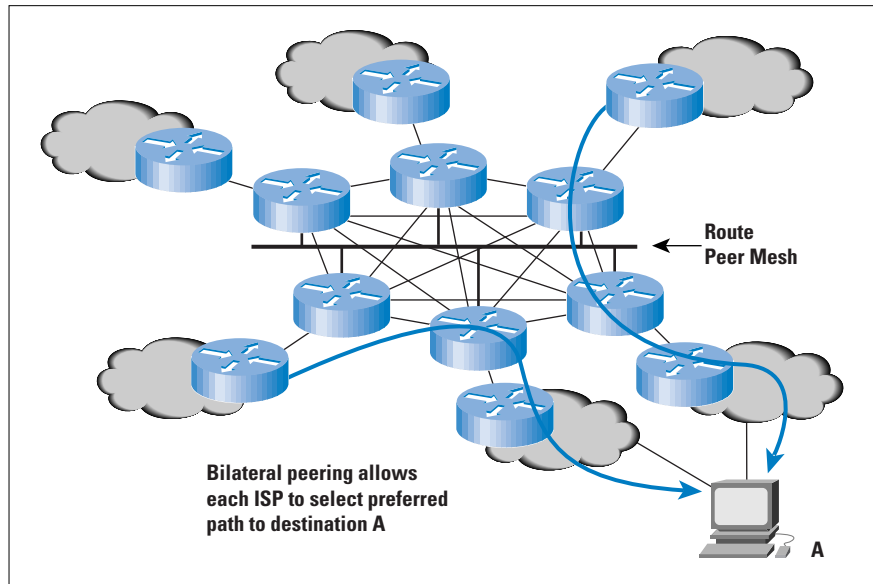 Route
Peer Mesh
Bilateral peering allows
each ISP to select preferred
path to destination A
A